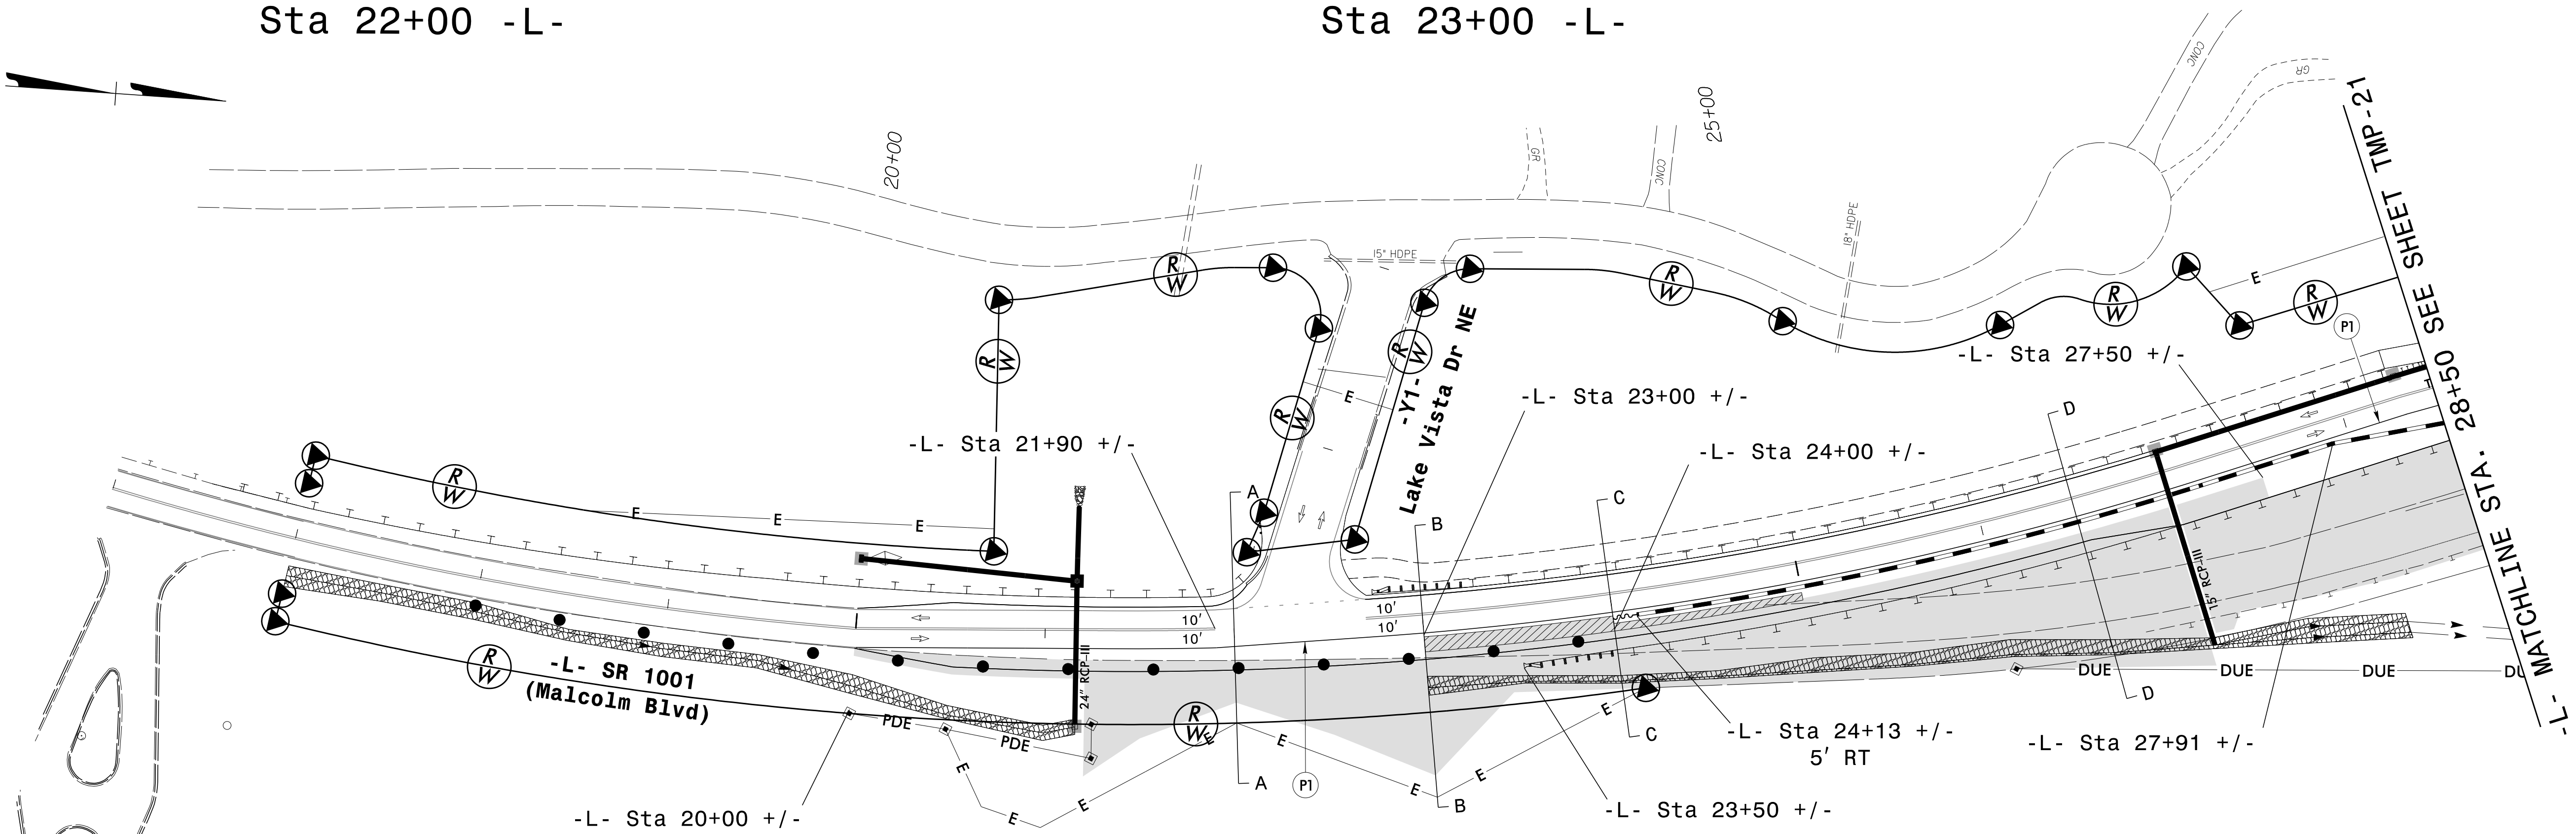 Sta 22+00 -L-
Sta 23+00 -L-
20+00
25+00
GR
CONC
CONC
GR
15" HDPE
18" HDPE
R
W
R
W
R
W
R
W
R
W
R
W
R
W
R
W
E
E
P1
-L- Sta 27+50 +/-
-Y1-
Lake Vista Dr NE
-L- Sta 23+00 +/-
-L- Sta 21+90 +/-
-L- Sta 24+00 +/-
A
B
C
D
E
E
E
10'
10'
10'
10'
15" RCP-III
24" RCP-III
R
W
-L- SR 1001
(Malcolm Blvd)
R
W
PDE
PDE
DUE
DUE
DUE
DU
E
E
E
E
E
E
E
E
A
B
C
D
P1
-L- Sta 24+13 +/-
5' RT
-L- Sta 27+91 +/-
-L- Sta 23+50 +/-
-L- Sta 20+00 +/-
-L- MATCHLINE STA. 28+50 SEE SHEET TMP-21